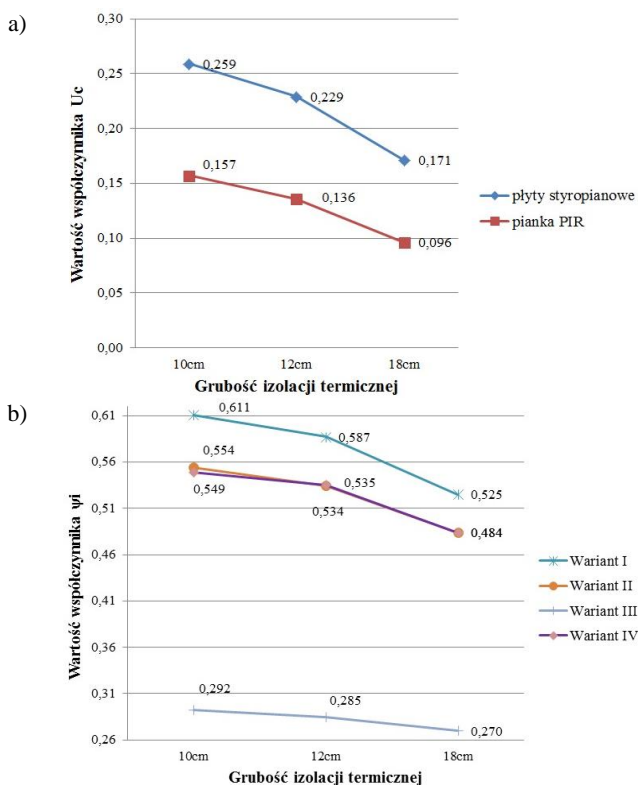 a)
0,30
0,25
0,20
0,15
0,10
0,05
0,00
Wartość współczynnika Uc
0,259
0,229
0,171
0,157
0,136
0,096
10cm
12cm
18cm
Grubość izolacji termicznej
płyty styropianowe
pianka PIR
b)
0,61
0,56
0,51
0,46
0,41
0,36
0,31
0,26
Wartość współczynnika ψi
0,611
0,587
0,525
0,554
0,549
0,535
0,534
0,484
0,292
0,285
0,270
10cm
12cm
18cm
Grubość izolacji termicznej
Wariant I
Wariant II
Wariant III
Wariant IV